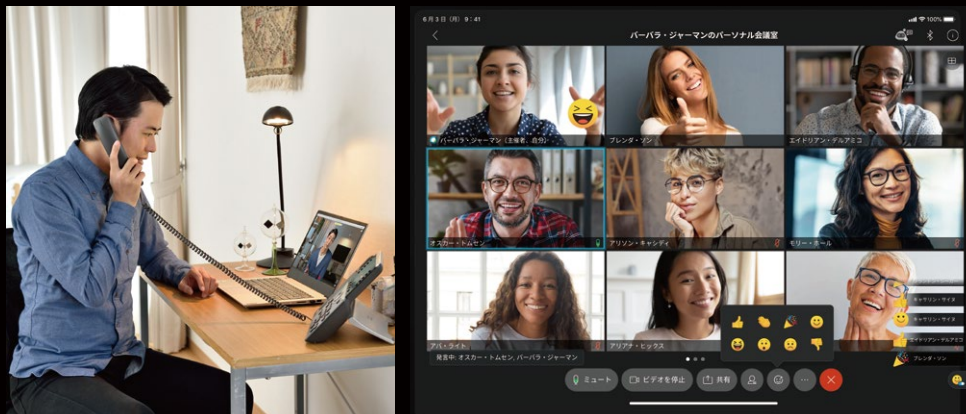 6月3日（月） 9：41
100%
バーバラ・ジャーマンのパーソナル会議室
バーバラ・ジャーマン（主催者、自分）
ブレンダ・ソン
エイドリアン・デルアミコ
オスカー・トムセン
アリソン・キャシディ
モリー・ホール
キャサリン・サイヌ
キャサリン・サイヌ
エイドリアン・デルアミコ
ブレンダ・ソン
アバ・ライト
アリアナ・ヒックス
発言中: オスカー・トムセン, バーバラ・ジャーマン
ミュート
ビデオを停止
共有